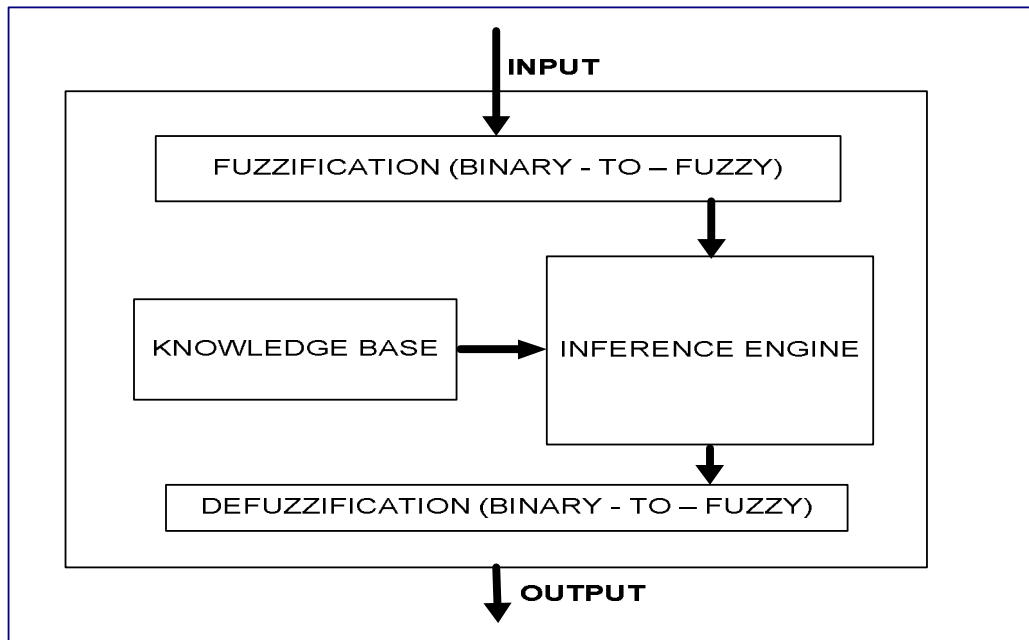 INPUT
FUZZIFICATION (BINARY - TO – FUZZY)
KNOWLEDGE BASE
INFERENCE ENGINE
DEFUZZIFICATION (BINARY - TO – FUZZY)
OUTPUT